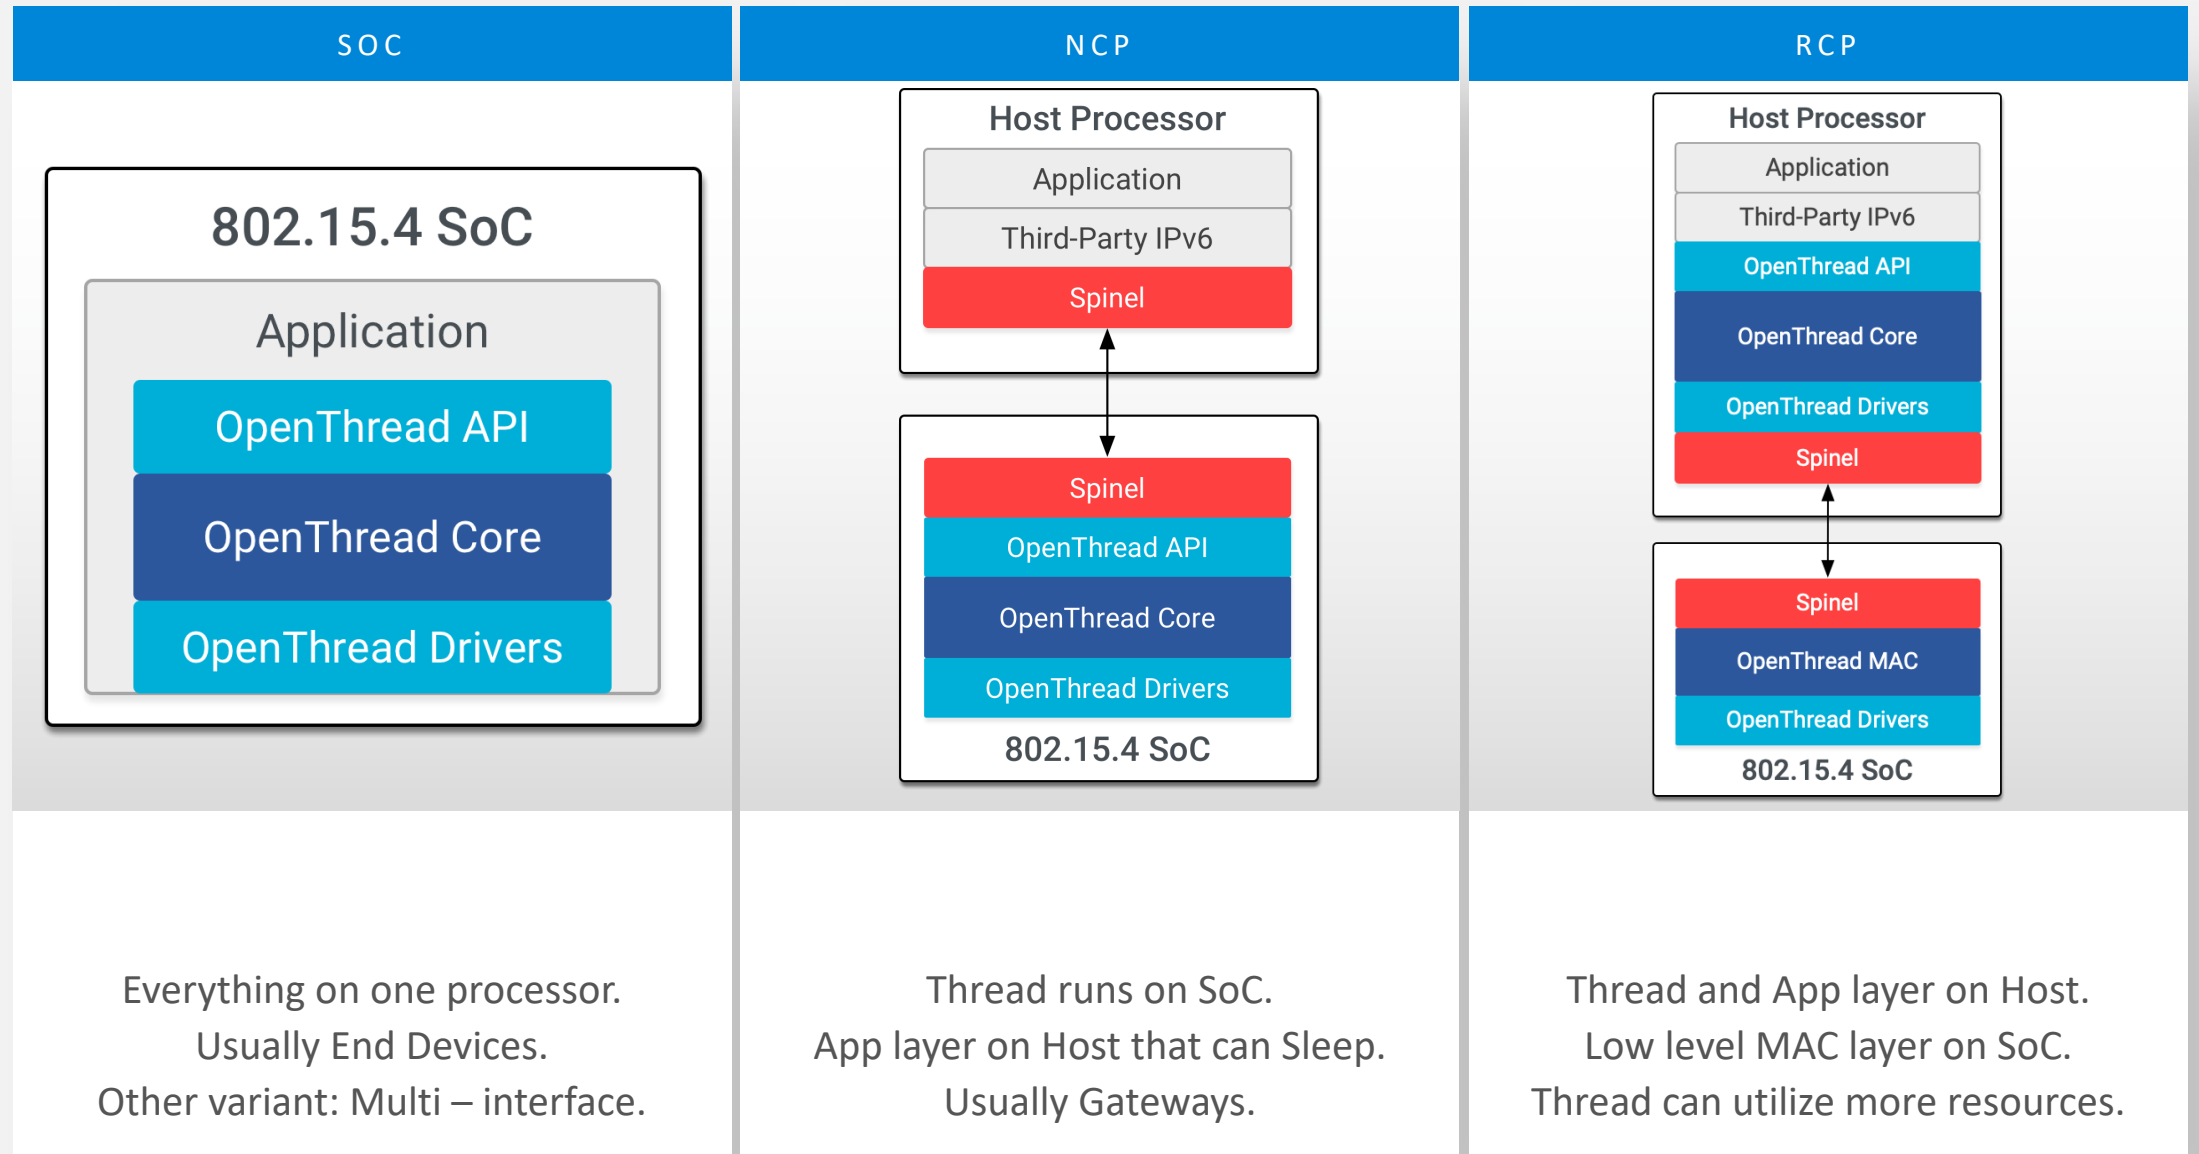 SOC
802.15.4 SoC
Application
OpenThread API
OpenThread Core
OpenThread Drivers
Everything on one processor.
Usually End Devices.
Other variant: Multi – interface.
NCP
Host Processor
Application
Third-Party IPv6
Spinel
Spinel
OpenThread API
OpenThread Core
OpenThread Drivers
802.15.4 SoC
Thread runs on SoC.
App layer on Host that can Sleep.
Usually Gateways.
RCP
Host Processor
Application
Third-Party IPv6
OpenThread API
OpenThread Core
OpenThread Drivers
Spinel
Spinel
OpenThread MAC
OpenThread Drivers
802.15.4 SoC
Thread and App layer on Host.
Low level MAC layer on SoC.
Thread can utilize more resources.